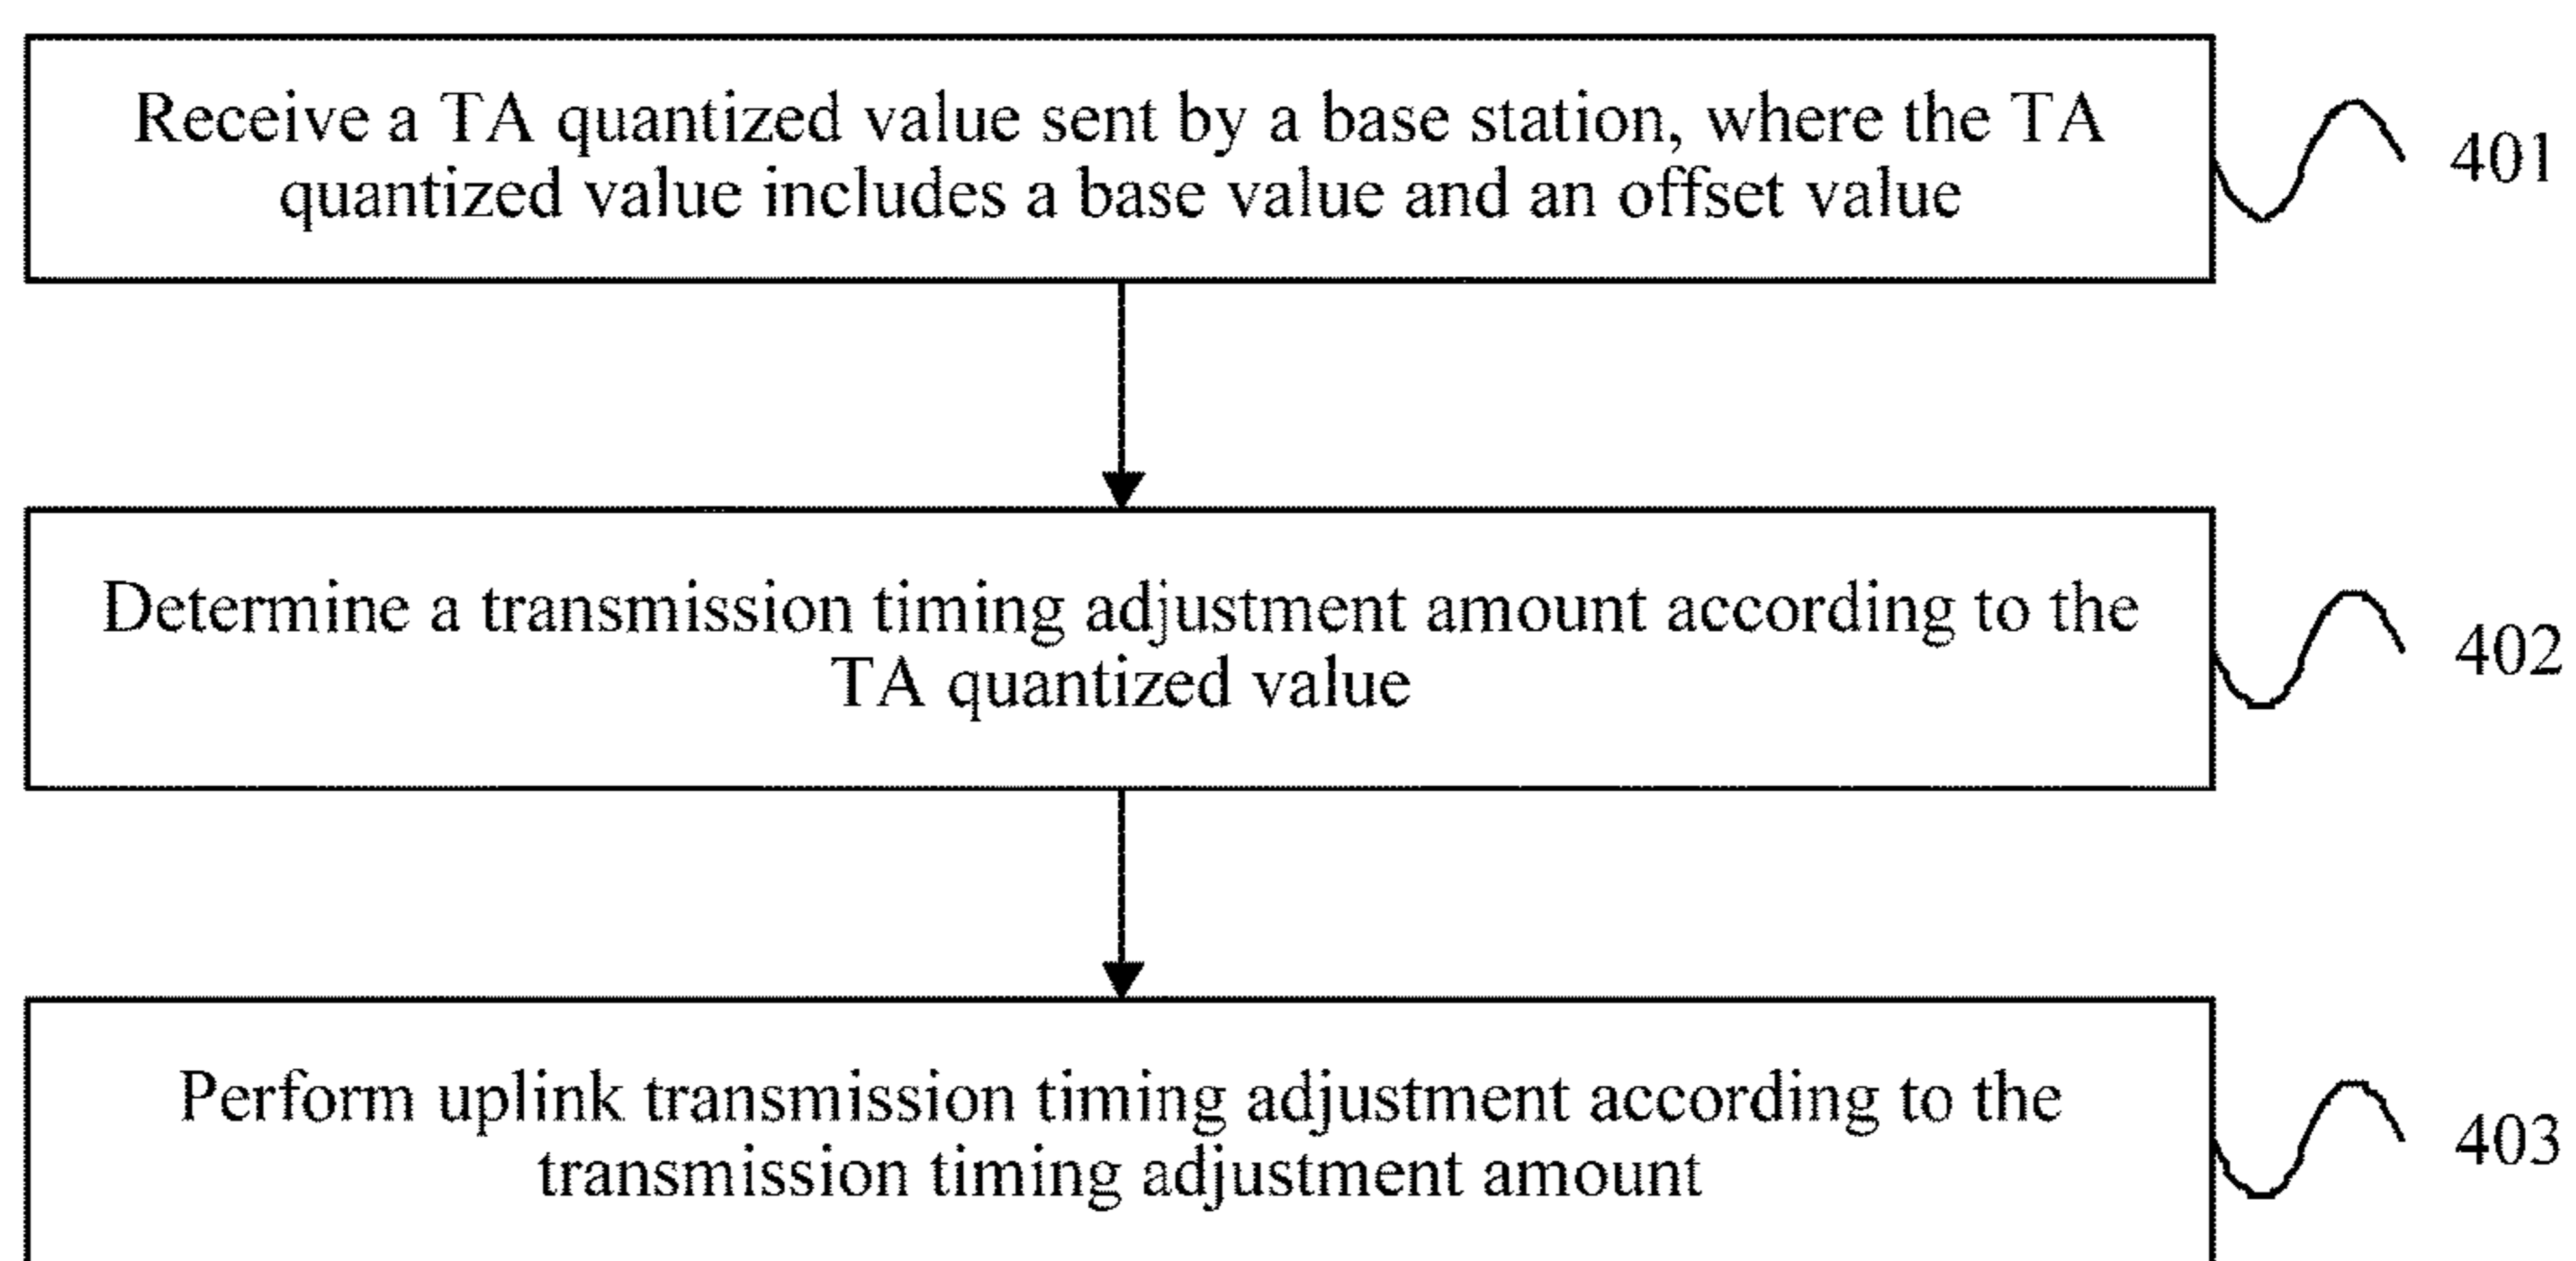 Receive a TA quantized value sent by a base station, where the TA
quantized value includes a base value and an offset value
401
Determine a transmission timing adjustment amount according to the
TA quantized value
402
Perform uplink transmission timing adjustment according to the
transmission timing adjustment amount
403